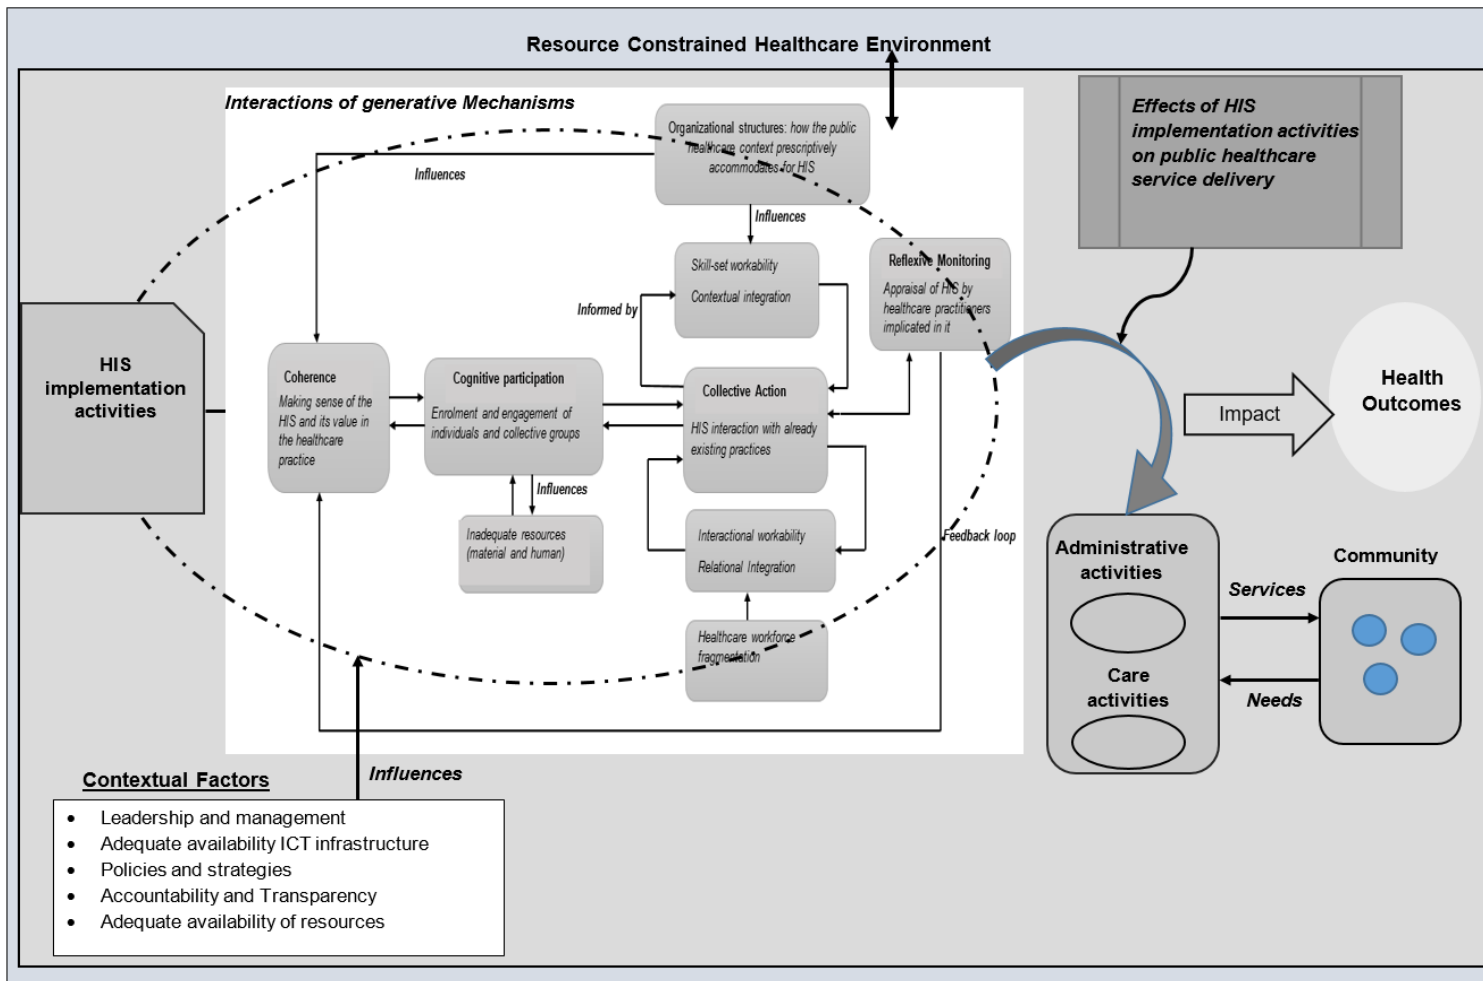 Resource Constrained Healthcare Environment
Interactions of generative Mechanisms
Organizational structures: how the public
healthcare context prescriptively
accommodates for HIS
Influences
Influences
Effects of HIS
implementation activities
on public healthcare
service delivery
Skill-set workability
Contextual integration
Reflexive Monitoring
Appraisal of HIS by
healthcare practitioners
implicated in it
Informed by
HIS
implementation
activities
Coherence
Making sense of the
HIS and its value in
the healthcare
practice
Cognitive participation
Enrolment and engagement of
individuals and collective groups
Collective Action
HIS interaction with already
existing practices
Impact
Health
Outcomes
Influences
Inadequate resources
(material and human)
Interactional workability
Relational Integration
Feedback loop
Healthcare workforce
fragmentation
Administrative
activities
Care
activities
Services
Needs
Community
Contextual Factors
Influences
• Leadership and management
• Adequate availability ICT infrastructure
• Policies and strategies
• Accountability and Transparency
• Adequate availability of resources